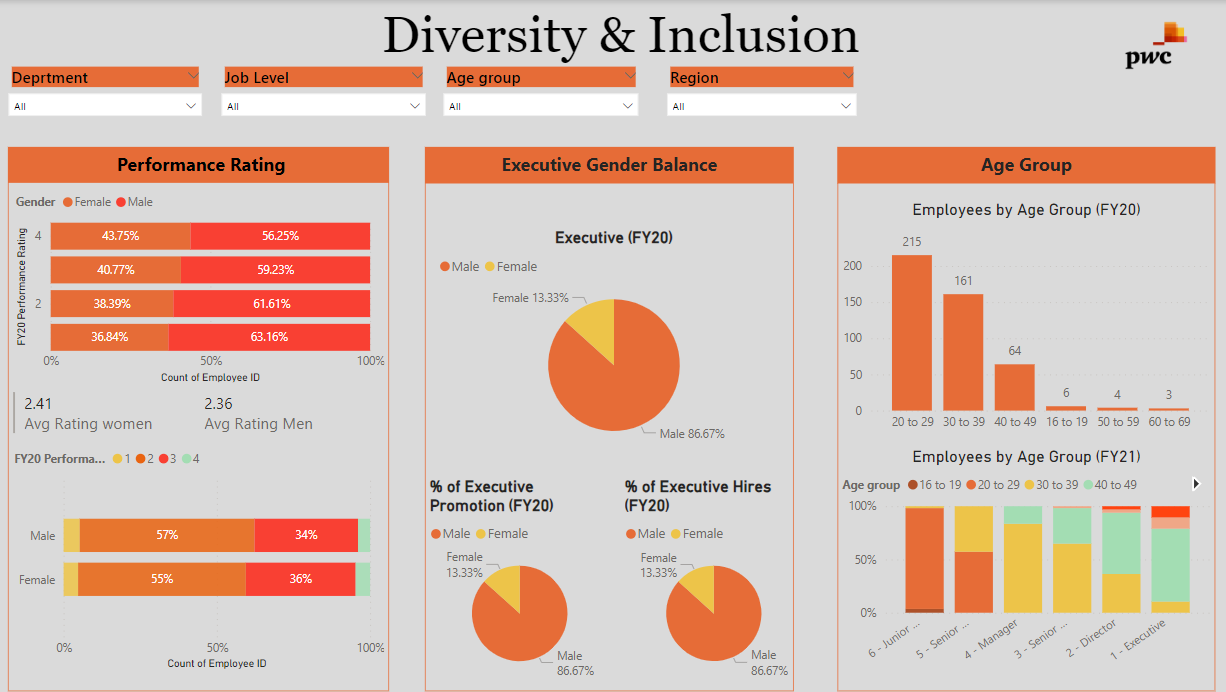 Diversity & Inclusion
pwc
Deprtment
Job Level
Age group
Region
All
All
All
All
Performance Rating
Gender Female Male
FY20 Performance Rating
4
43.75% 56.25%
40.77% 59.23%
2
38.39% 61.61%
36.84% 63.16%
0% 50% 100%
Count of Employee ID
2.41
Avg Rating women
2.36
Avg Rating Men
FY20 Performa... 1 2 3 4
Male 57% 34%
Female 55% 36%
0% 50% 100%
Count of Employee ID
Executive Gender Balance
Executive (FY20)
Male Female
Female 13.33%
Male 86.67%
% of Executive
Promotion (FY20)
Male Female
Female
13.33%
Male
86.67%
% of Executive Hires
(FY20)
Male Female
Female
13.33%
Male
86.67%
Age Group
Employees by Age Group (FY20)
200
150
100
50
0
215
161
64
6
4
3
20 to 29 30 to 39 40 to 49 16 to 19 50 to 59 60 to 69
Employees by Age Group (FY21)
Age group 16 to 19 20 to 29 30 to 39 40 to 49
100%
50%
0%
6 - Junior ...
5 - Senior ...
4 - Manager
3 - Senior ...
2 - Director
1 - Executive